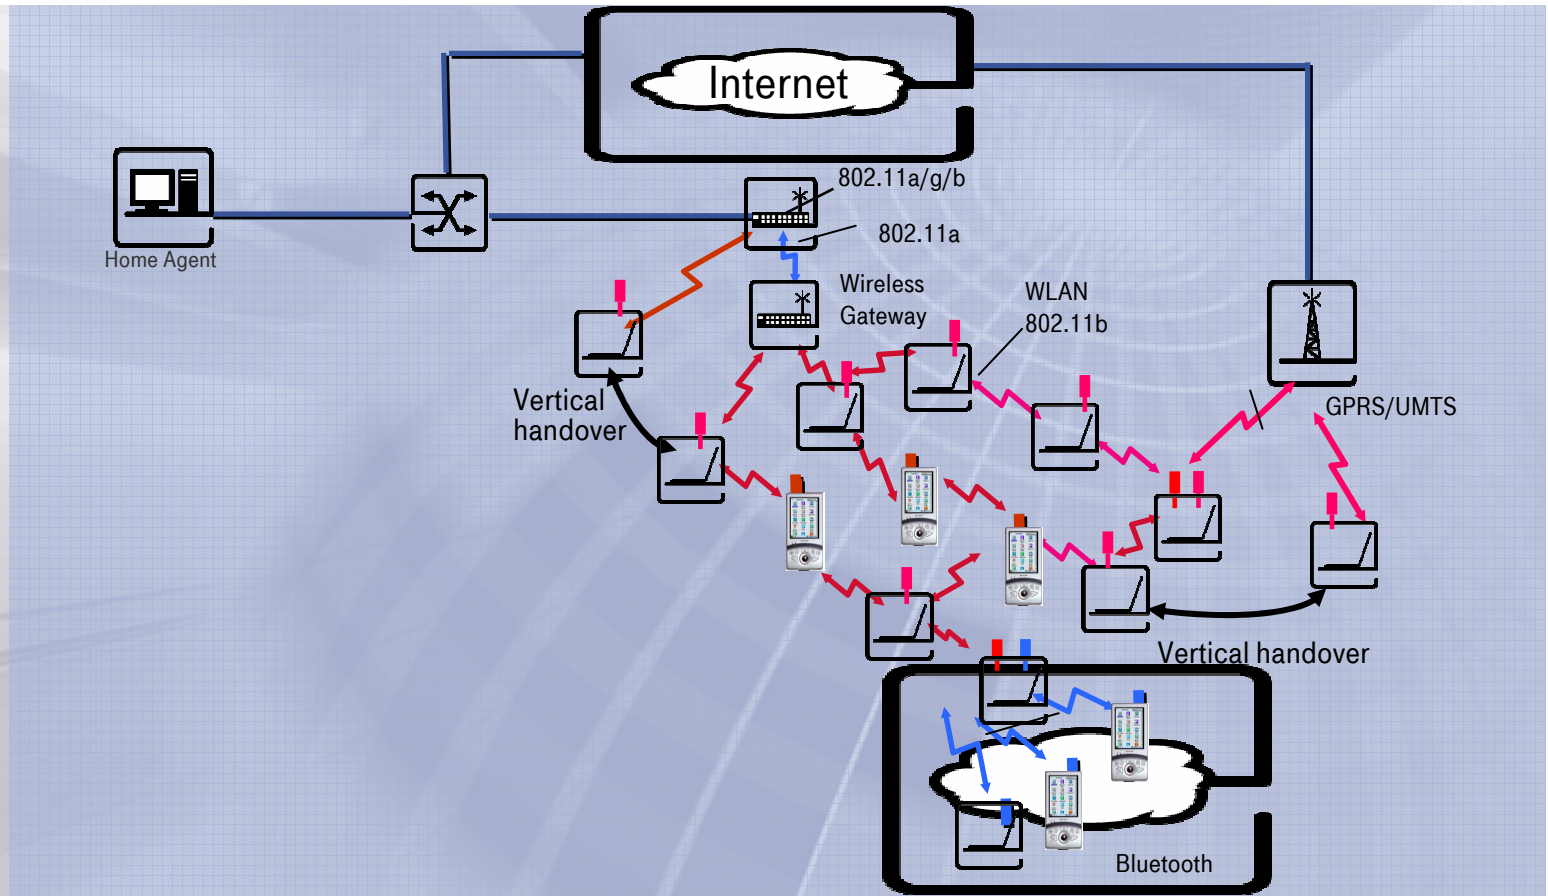 Internet
802.11a/g/b
802.11a
Home Agent
Wireless
Gateway
WLAN
802.11b
Vertical
handover
GPRS/UMTS
Vertical handover
Bluetooth